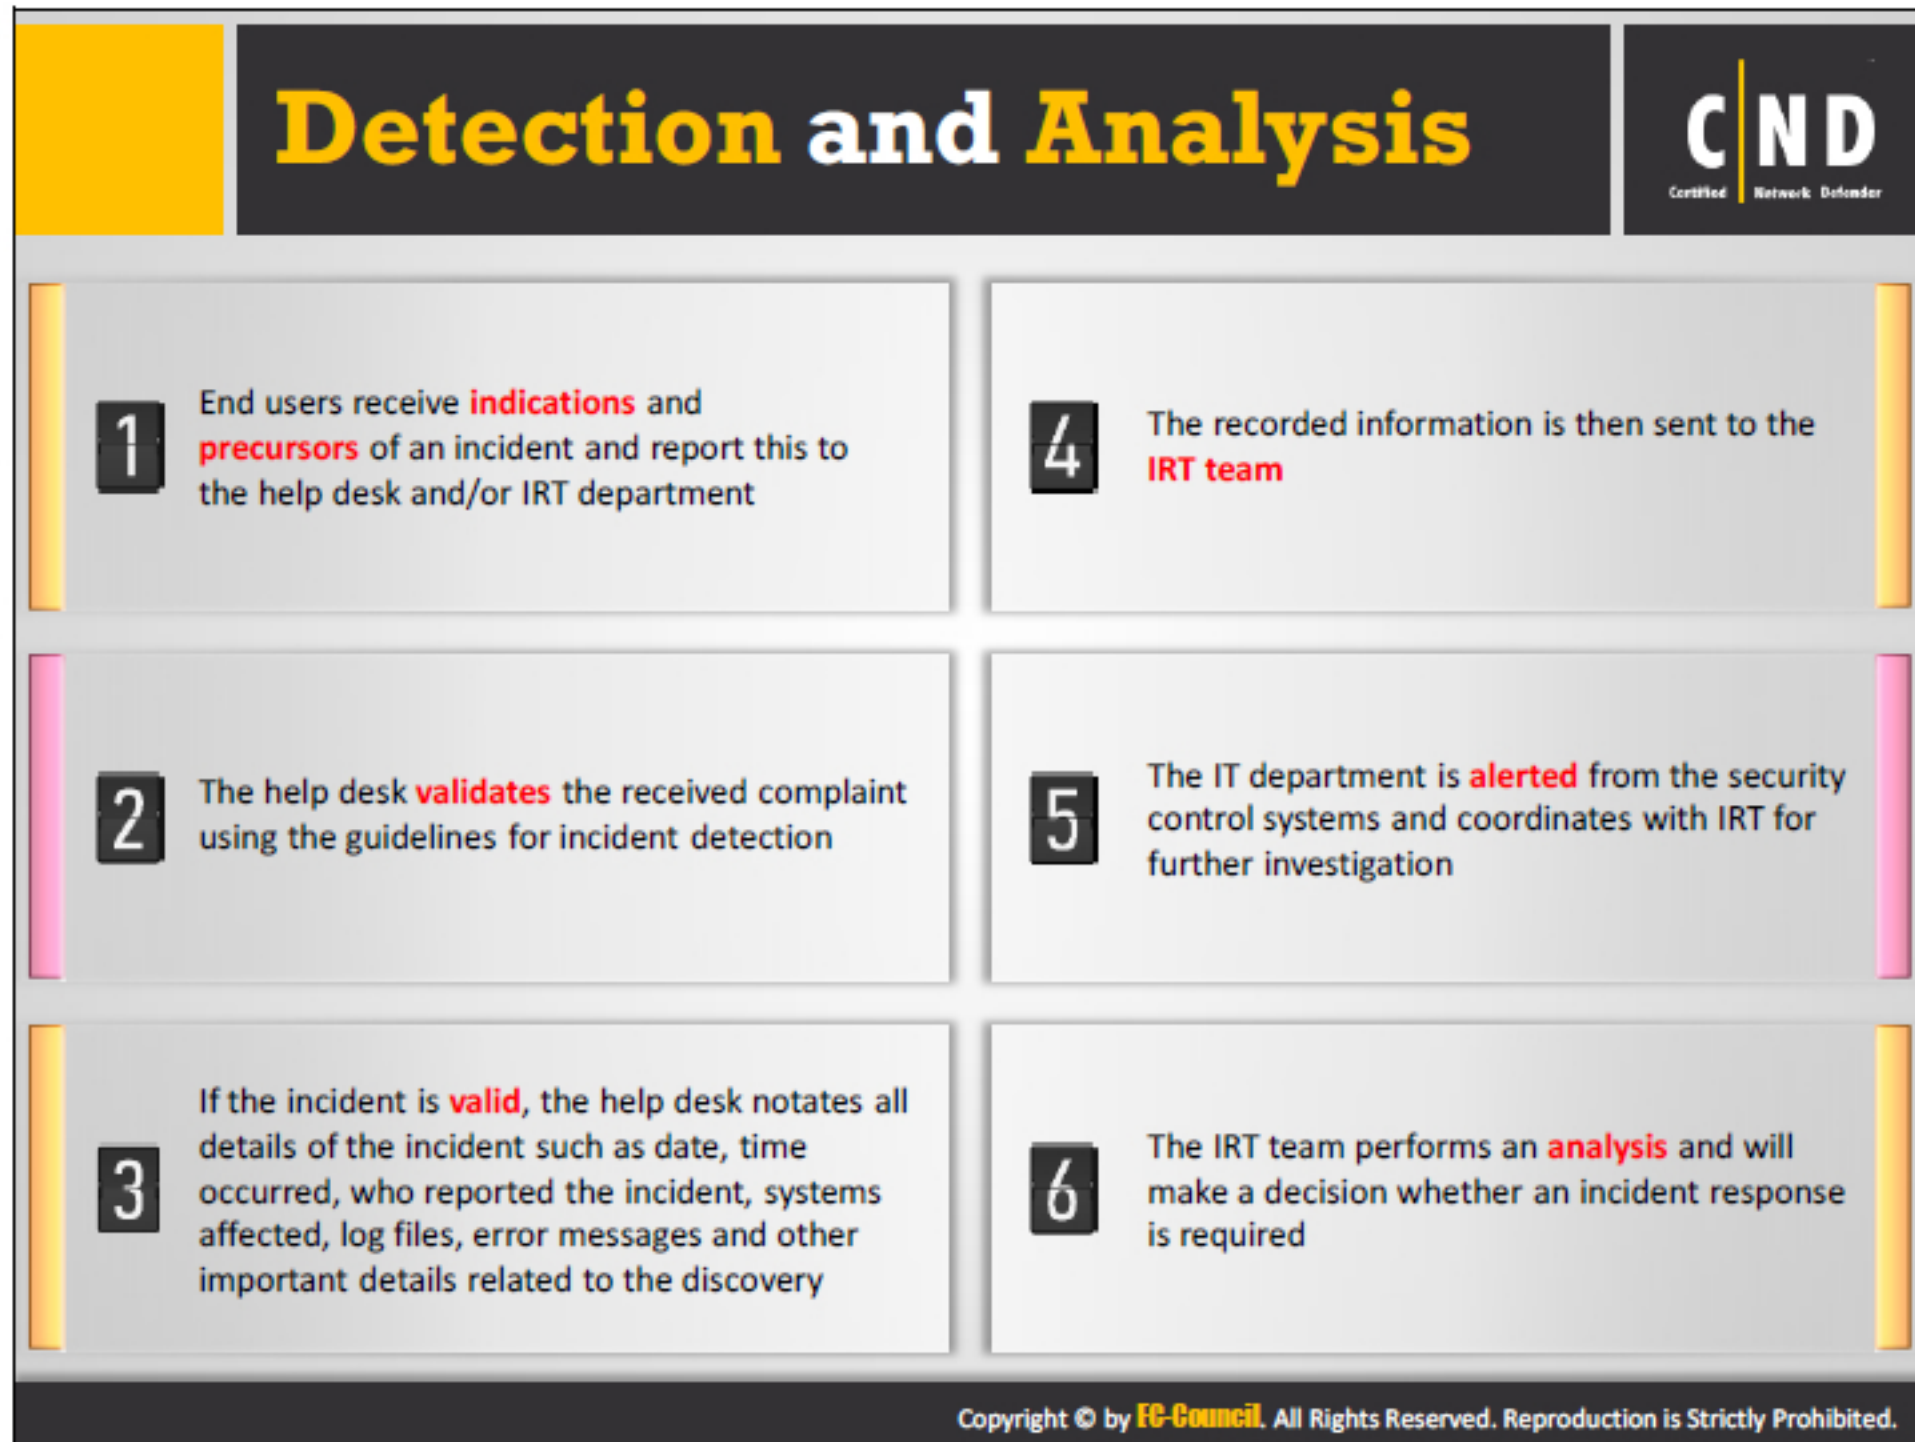 Detection and Analysis
C|ND
Certified Network Defender
1
End users receive indications and
precursors of an incident and report this to
the help desk and/or IRT department
2
The help desk validates the received complaint
using the guidelines for incident detection
3
If the incident is valid, the help desk notates all
details of the incident such as date, time
occurred, who reported the incident, systems
affected, log files, error messages and other
important details related to the discovery
4
The recorded information is then sent to the
IRT team
5
The IT department is alerted from the security
control systems and coordinates with IRT for
further investigation
6
The IRT team performs an analysis and will
make a decision whether an incident response
is required
Copyright © by EC-Council. All Rights Reserved. Reproduction is Strictly Prohibited.